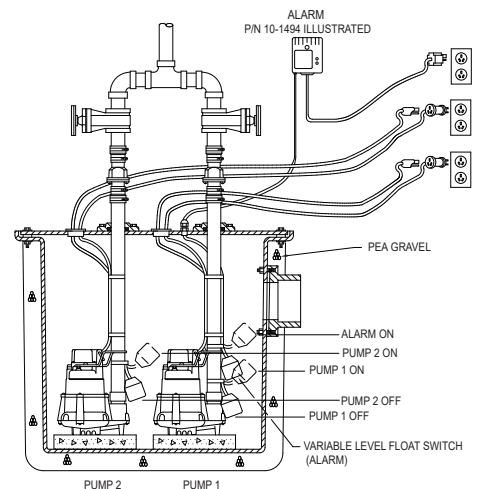 ALARM
P/N 10-1494 ILLUSTRATED
PEA GRAVEL
ALARM ON
PUMP 2 ON
PUMP 1 ON
PUMP 2 OFF
PUMP 1 OFF
VARIABLE LEVEL FLOAT SWITCH
(ALARM)
PUMP 2
PUMP 1